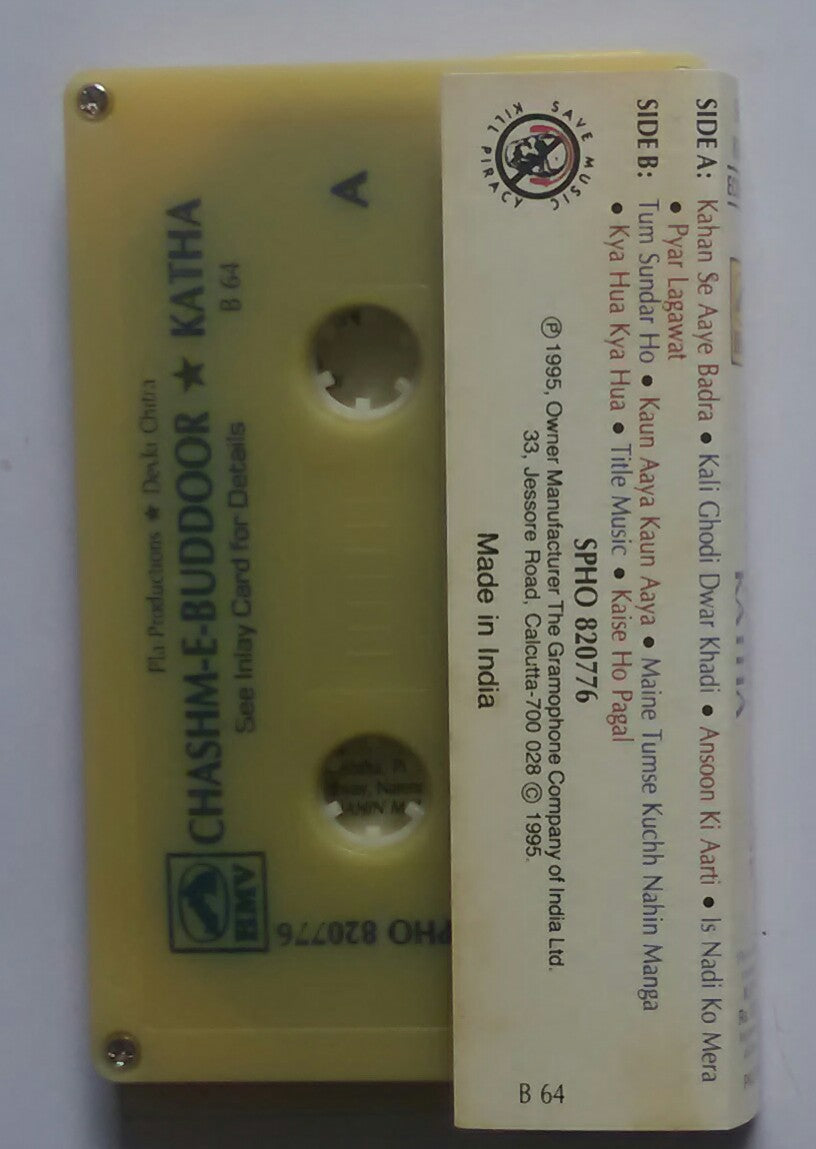 SIDE A: Kahan Se Aaye Badra • Kali Ghodi Dwar Khadi • Ansoon Ki Aarti • Is Nadi Ko Mera
• Pyar Lagawat
SIDE B: Tum Sundar Ho • Kaun Aaya Kaun Aaya • Maine Tumse Kuchh Nahin Manga
• Kya Hua Kya Hua • Title Music • Kaise Ho Pagal
SPHO 820776
℗ 1995, Owner Manufacturer The Gramophone Company of India Ltd.
33, Jessore Road, Calcutta-700 028 © 1995.
Made in India
SAVE MUSIC
KILL PIRACY
B 64
A
Productions ★
CHASHM-E-BUDDOOR ★ KATHA
See Inlay Card For Details
B 64
HMV
PHO 820776